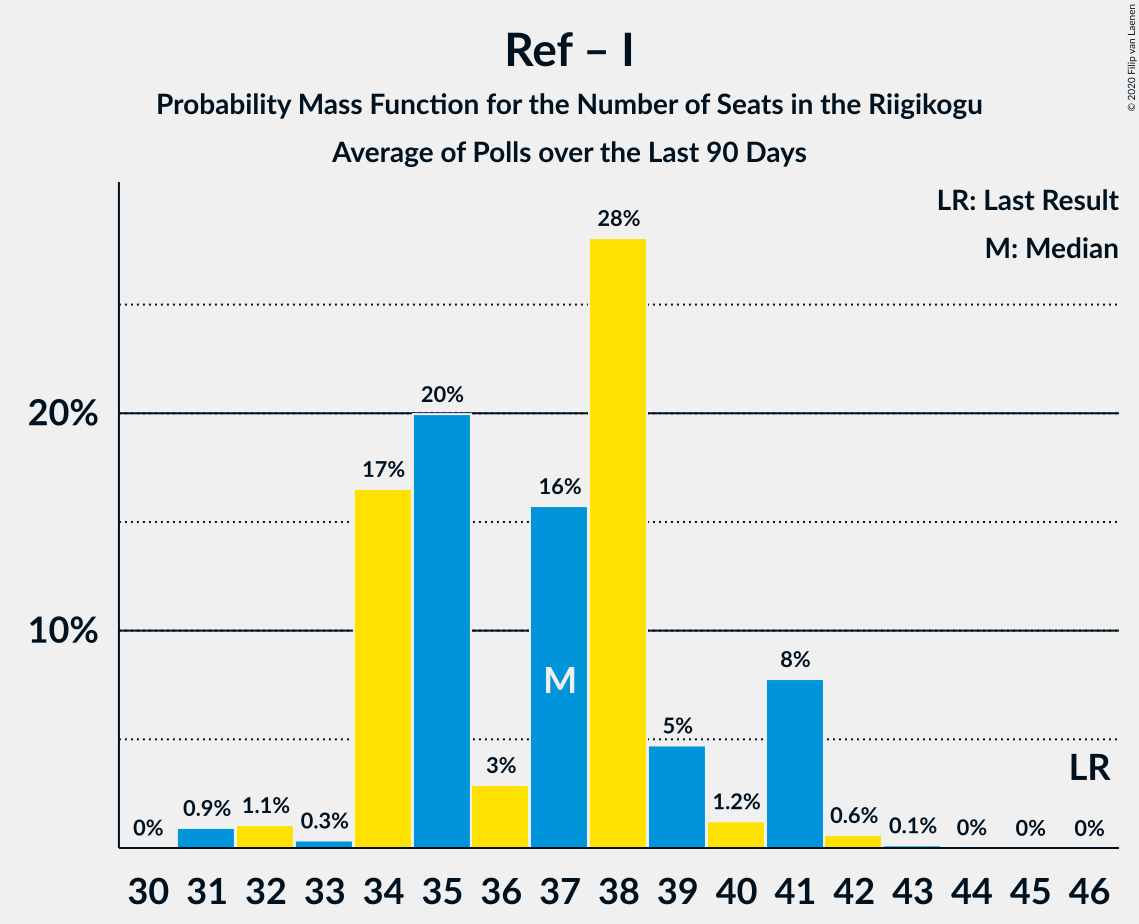 Ref – I
Probability Mass Function for the Number of Seats in the Riigikogu
Average of Polls over the Last 90 Days
© 2020 Filip van Laenen
LR: Last Result
M: Median
28%
20%
20%
17%
16%
10%
M
8%
5%
3%
LR
0%
0.9%
1.1%
0.3%
1.2%
0.6%
0.1%
0%
0%
0%
30 31 32 33 34 35 36 37 38 39 40 41 42 43 44 45 46